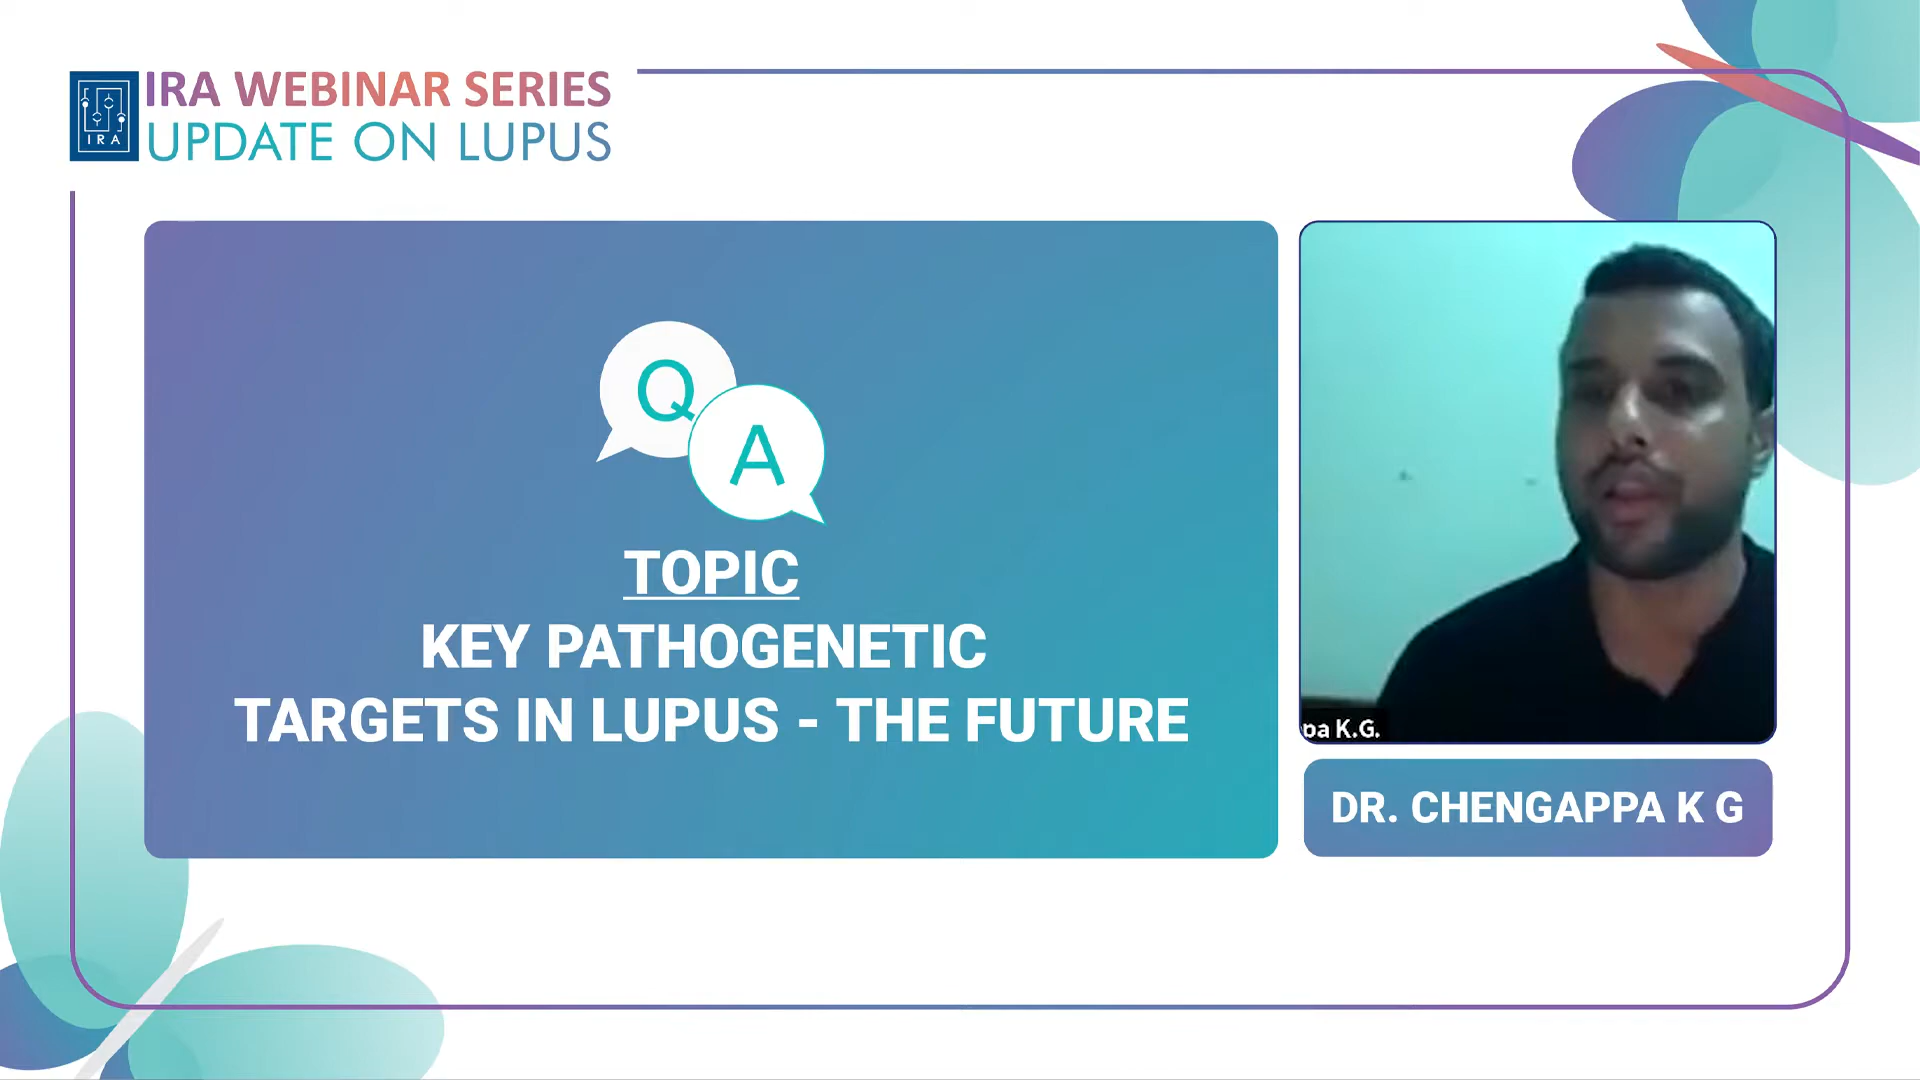 IRA WEBINAR SERIES
UPDATE ON LUPUS
IRA
Q
A
TOPIC
KEY PATHOGENETIC
TARGETS IN LUPUS - THE FUTURE
pa K.G.
DR. CHENGAPPA K G